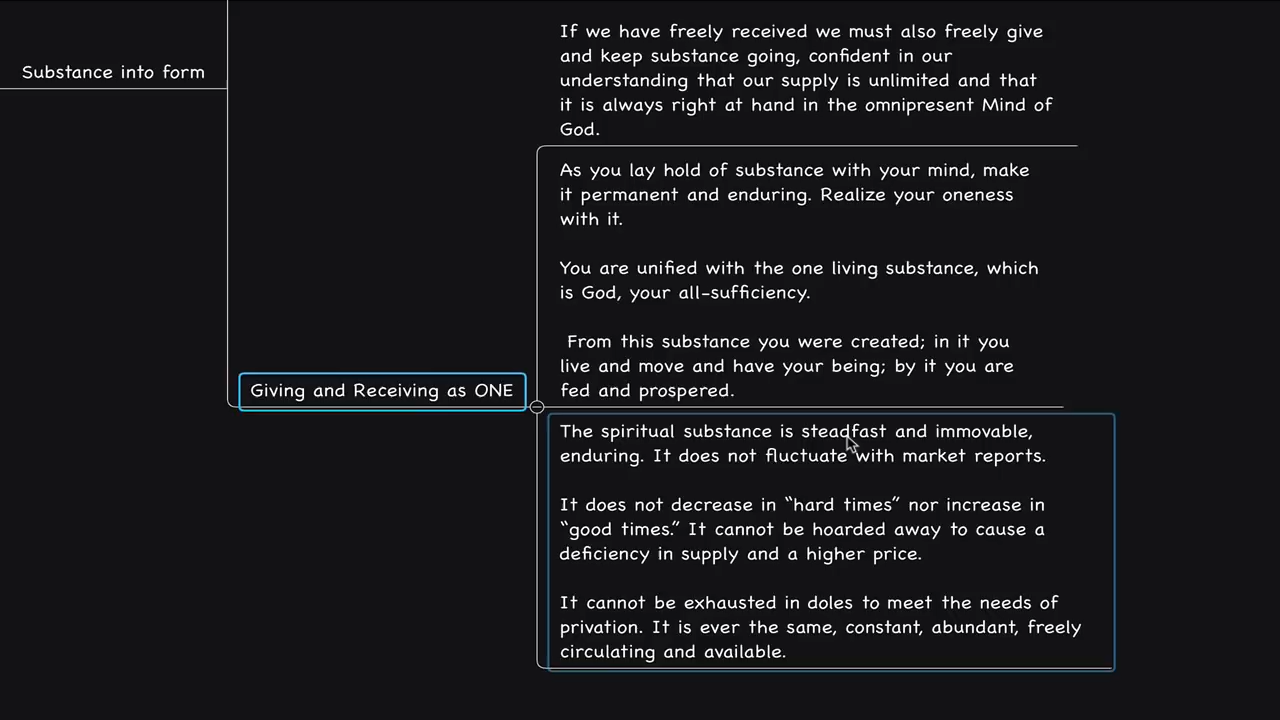 Substance into form
If we have freely received we must also freely give
and keep substance going, confident in our
understanding that our supply is unlimited and that
it is always right at hand in the omnipresent Mind of
God.
As you lay hold of substance with your mind, make
it permanent and enduring. Realize your oneness
with it.
You are unified with the one living substance, which
is God, your all-sufficiency.
From this substance you were created; in it you
live and move and have your being; by it you are
fed and prospered.
Giving and Receiving as ONE
The spiritual substance is steadfast and immovable,
enduring. It does not fluctuate with market reports.
It does not decrease in “hard times” nor increase in
“good times.” It cannot be hoarded away to cause a
deficiency in supply and a higher price.
It cannot be exhausted in doles to meet the needs of
privation. It is ever the same, constant, abundant, freely
circulating and available.